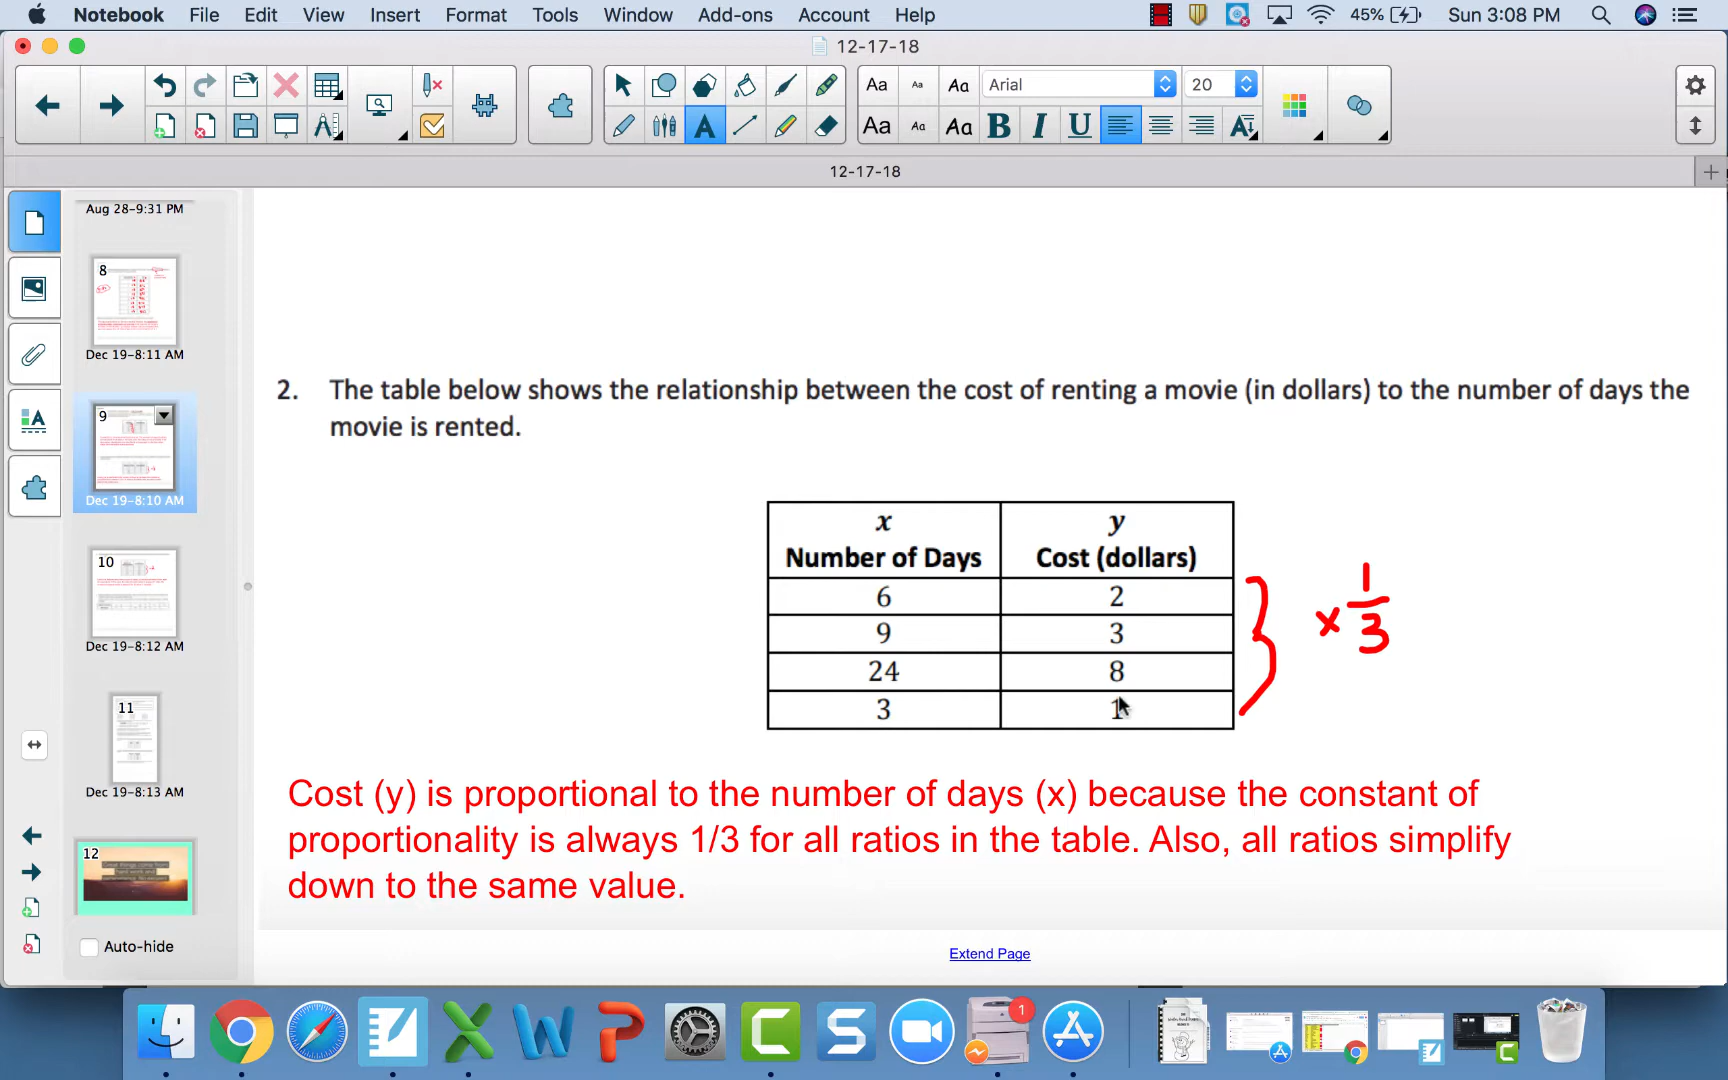 Notebook File Edit View Insert Format Tools Window Add-ons Account Help 45% Sun 3:08 PM
12-17-18
Aa Aa Aa Arial 20
Aa Aa Aa B I U
12-17-18
Aug 28-9:31 PM
8
Dec 19-8:11 AM
9
Dec 19-8:10 AM
10
Dec 19-8:12 AM
11
Dec 19-8:13 AM
12
Auto-hide
2. The table below shows the relationship between the cost of renting a movie (in dollars) to the number of days the
movie is rented.
x y
Number of Days Cost (dollars)
6 2
9 3
24 8
3 1
x 1/3
Cost (y) is proportional to the number of days (x) because the constant of
proportionality is always 1/3 for all ratios in the table. Also, all ratios simplify
down to the same value.
Extend Page
1